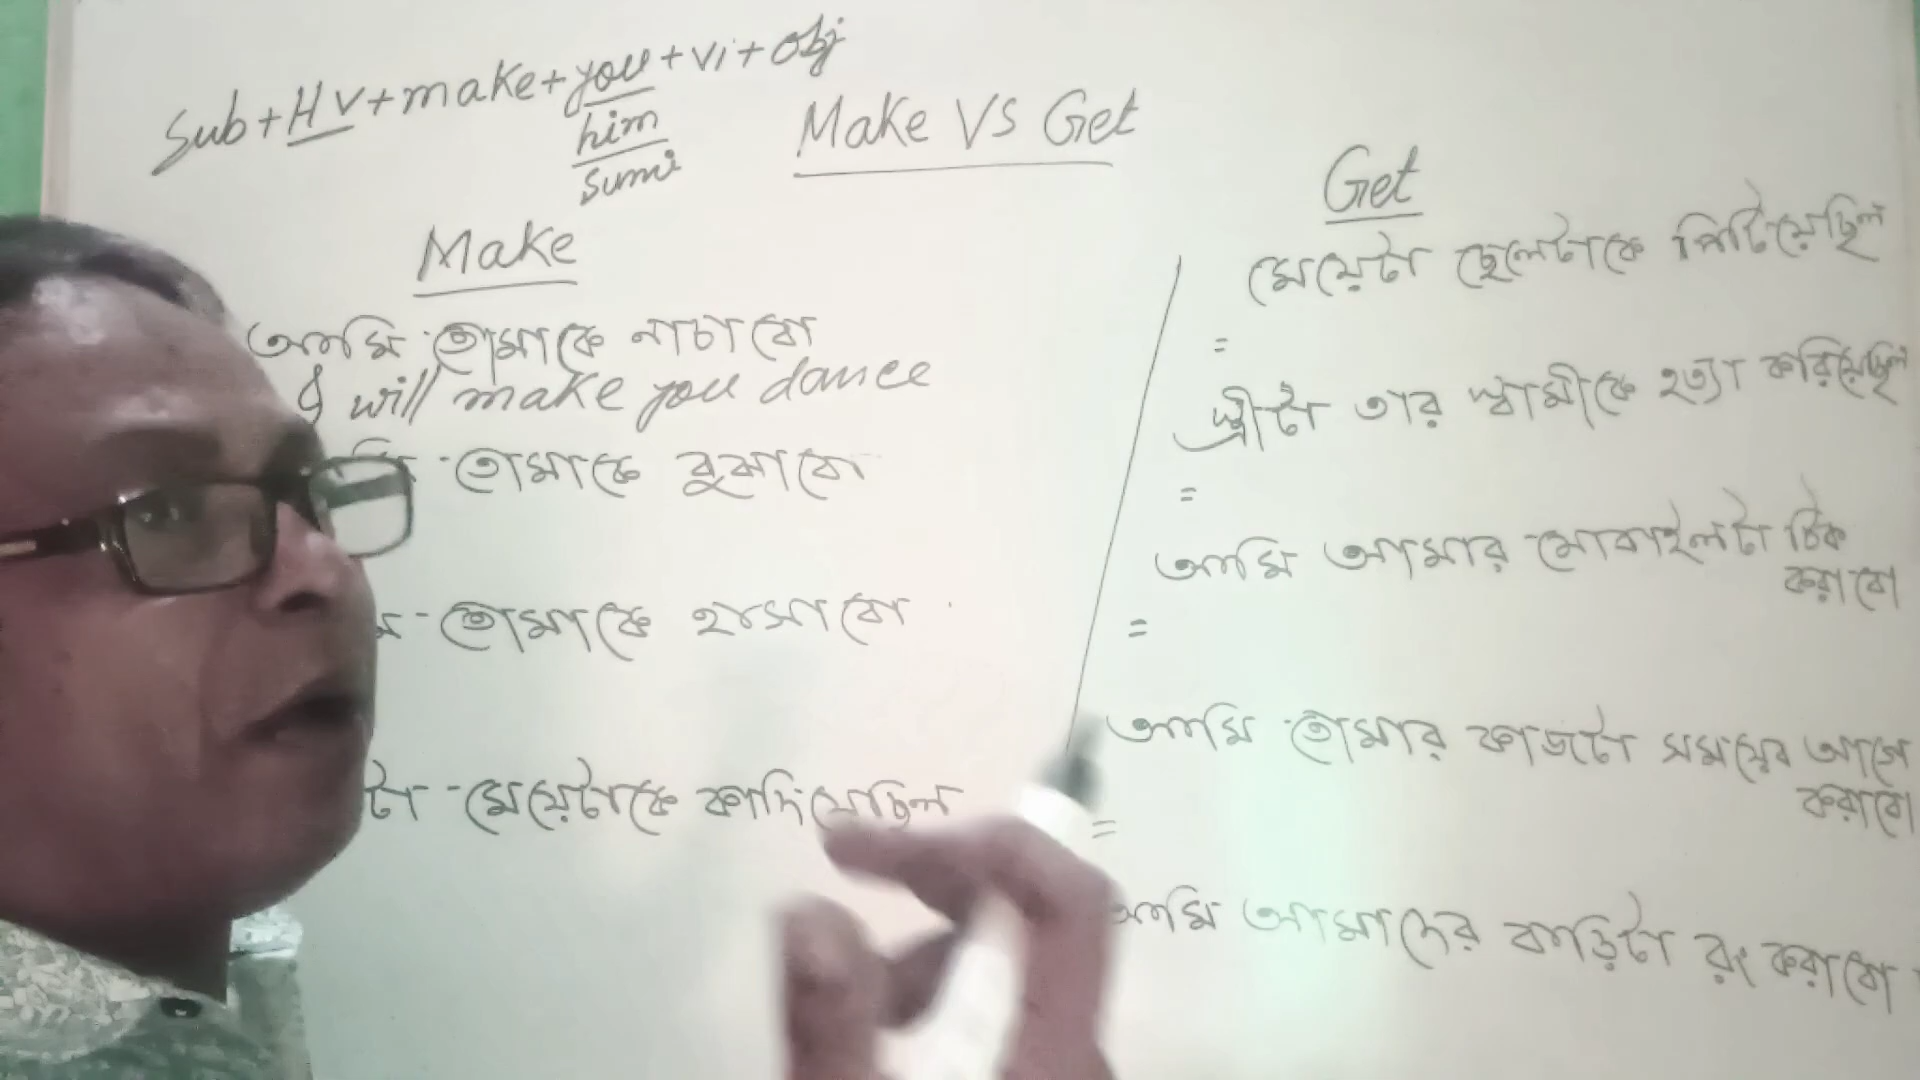 Sub + HV + make + you + V1 + Obj
him
Sumi
Make VS Get
Make
আমি তোমাকে নাচাবো
I will make you dance
তোমাকে বুঝাবো
তোমাকে হাসাবো
টা মেয়েটাকে কাদিয়েছিল
Get
মেয়েটা ছেলেটাকে পিটিয়েছিল
=
স্ত্রীটা তার স্বামীকে হত্যা করিয়েছিল
=
আমি আমার মোবাইলটা ঠিক
করাবো
=
আমি তোমার কাজটা সময়ের আগে
করাবো
=
আমি আমাদের বাড়িটা রং করাবো